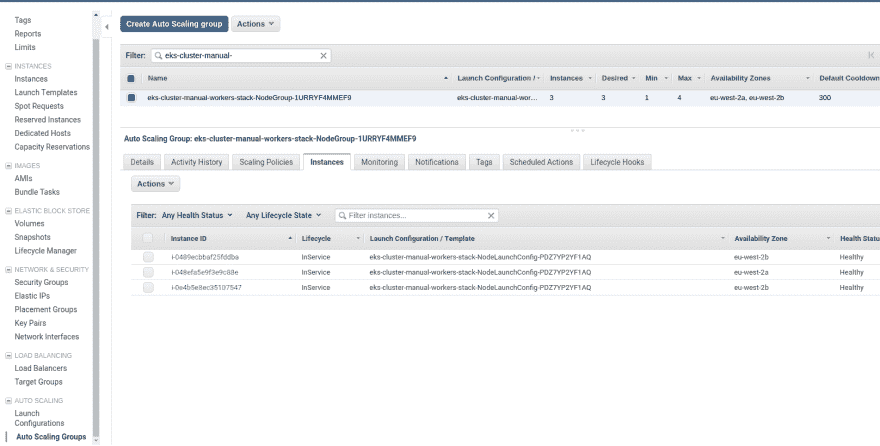 Tags
Reports
Limits
INSTANCES
Instances
Launch Templates
Spot Requests
Reserved Instances
Dedicated Hosts
Capacity Reservations
IMAGES
AMIs
Bundle Tasks
ELASTIC BLOCK STORE
Volumes
Snapshots
Lifecycle Manager
NETWORK & SECURITY
Security Groups
Elastic IPs
Placement Groups
Key Pairs
Network Interfaces
LOAD BALANCING
Load Balancers
Target Groups
AUTO SCALING
Launch
Configurations
Auto Scaling Groups
Create Auto Scaling group Actions
Filter: eks-cluster-manual-
Name Launch Configuration / Instances Desired Min Max Availability Zones Default Cooldown
eks-cluster-manual-workers-stack-NodeGroup-1URRYF4MMEF9 eks-cluster-manual-wor... 3 3 1 4 eu-west-2a, eu-west-2b 300
Auto Scaling Group: eks-cluster-manual-workers-stack-NodeGroup-1URRYF4MMEF9
Details Activity History Scaling Policies Instances Monitoring Notifications Tags Scheduled Actions Lifecycle Hooks
Actions
Filter: Any Health Status Any Lifecycle State Filter instances...
Instance ID Lifecycle Launch Configuration / Template Availability Zone Health Statu
i-0489ecbbaf25fddba InService eks-cluster-manual-workers-stack-NodeLaunchConfig-PDZ7YP2YF1AQ eu-west-2b Healthy
i-048efa5e9f3e9c88e InService eks-cluster-manual-workers-stack-NodeLaunchConfig-PDZ7YP2YF1AQ eu-west-2a Healthy
i-0e4b5e8ec35107547 InService eks-cluster-manual-workers-stack-NodeLaunchConfig-PDZ7YP2YF1AQ eu-west-2b Healthy